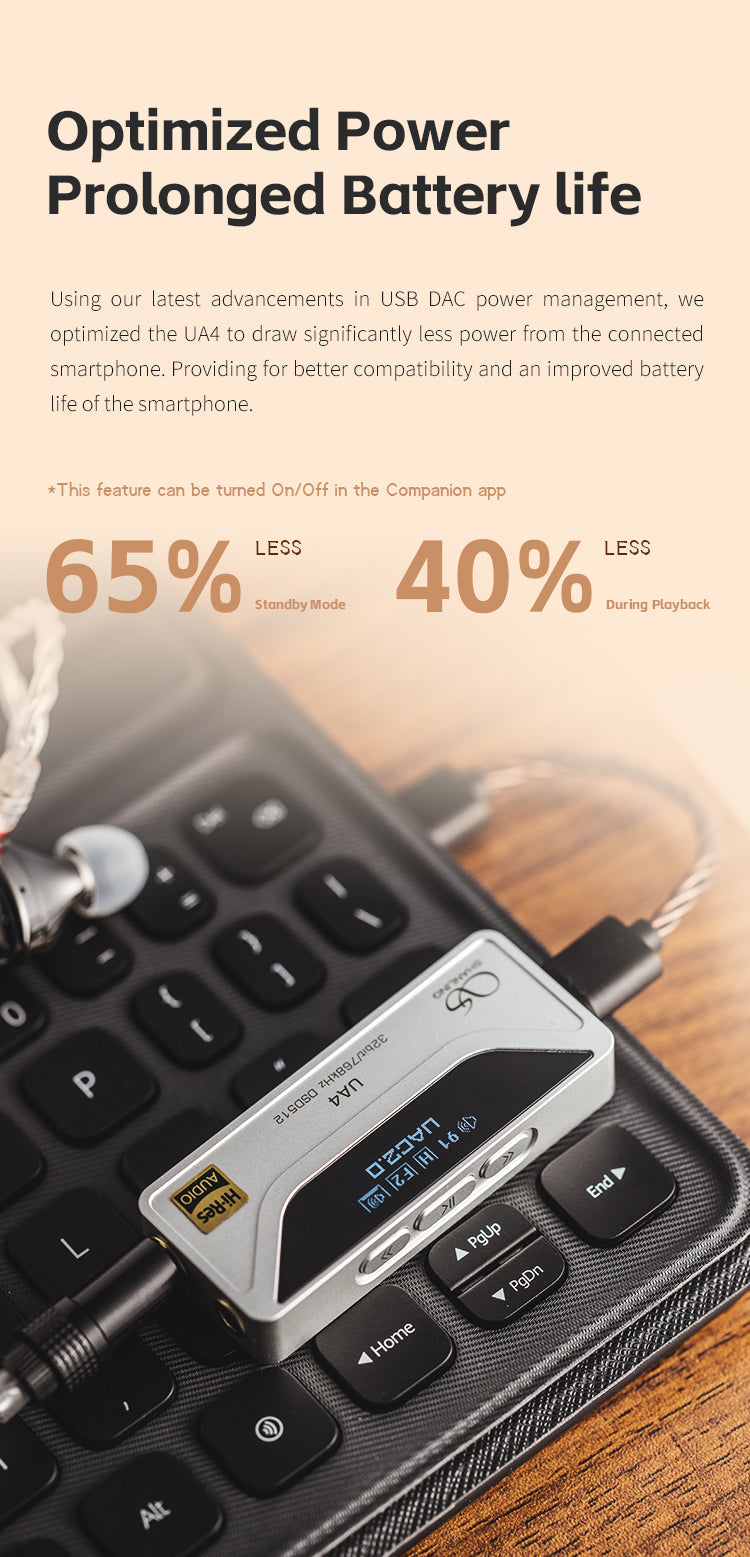 Optimized Power
Prolonged Battery life
Using our latest advancements in USB DAC power management, we
optimized the UA4 to draw significantly less power from the connected
smartphone. Providing for better compatibility and an improved battery
life of the smartphone.
*This feature can be turned On/Off in the Companion app
65% LESS
Standby Mode
40% LESS
During Playback
SHANLING
32bit/768kHz DSD512
UA4
91 H F2
UAC2.0
Hi-Res
AUDIO
O
P
L
End ▶
▲ PgUp
▼ PgDn
◀ Home
,
Alt